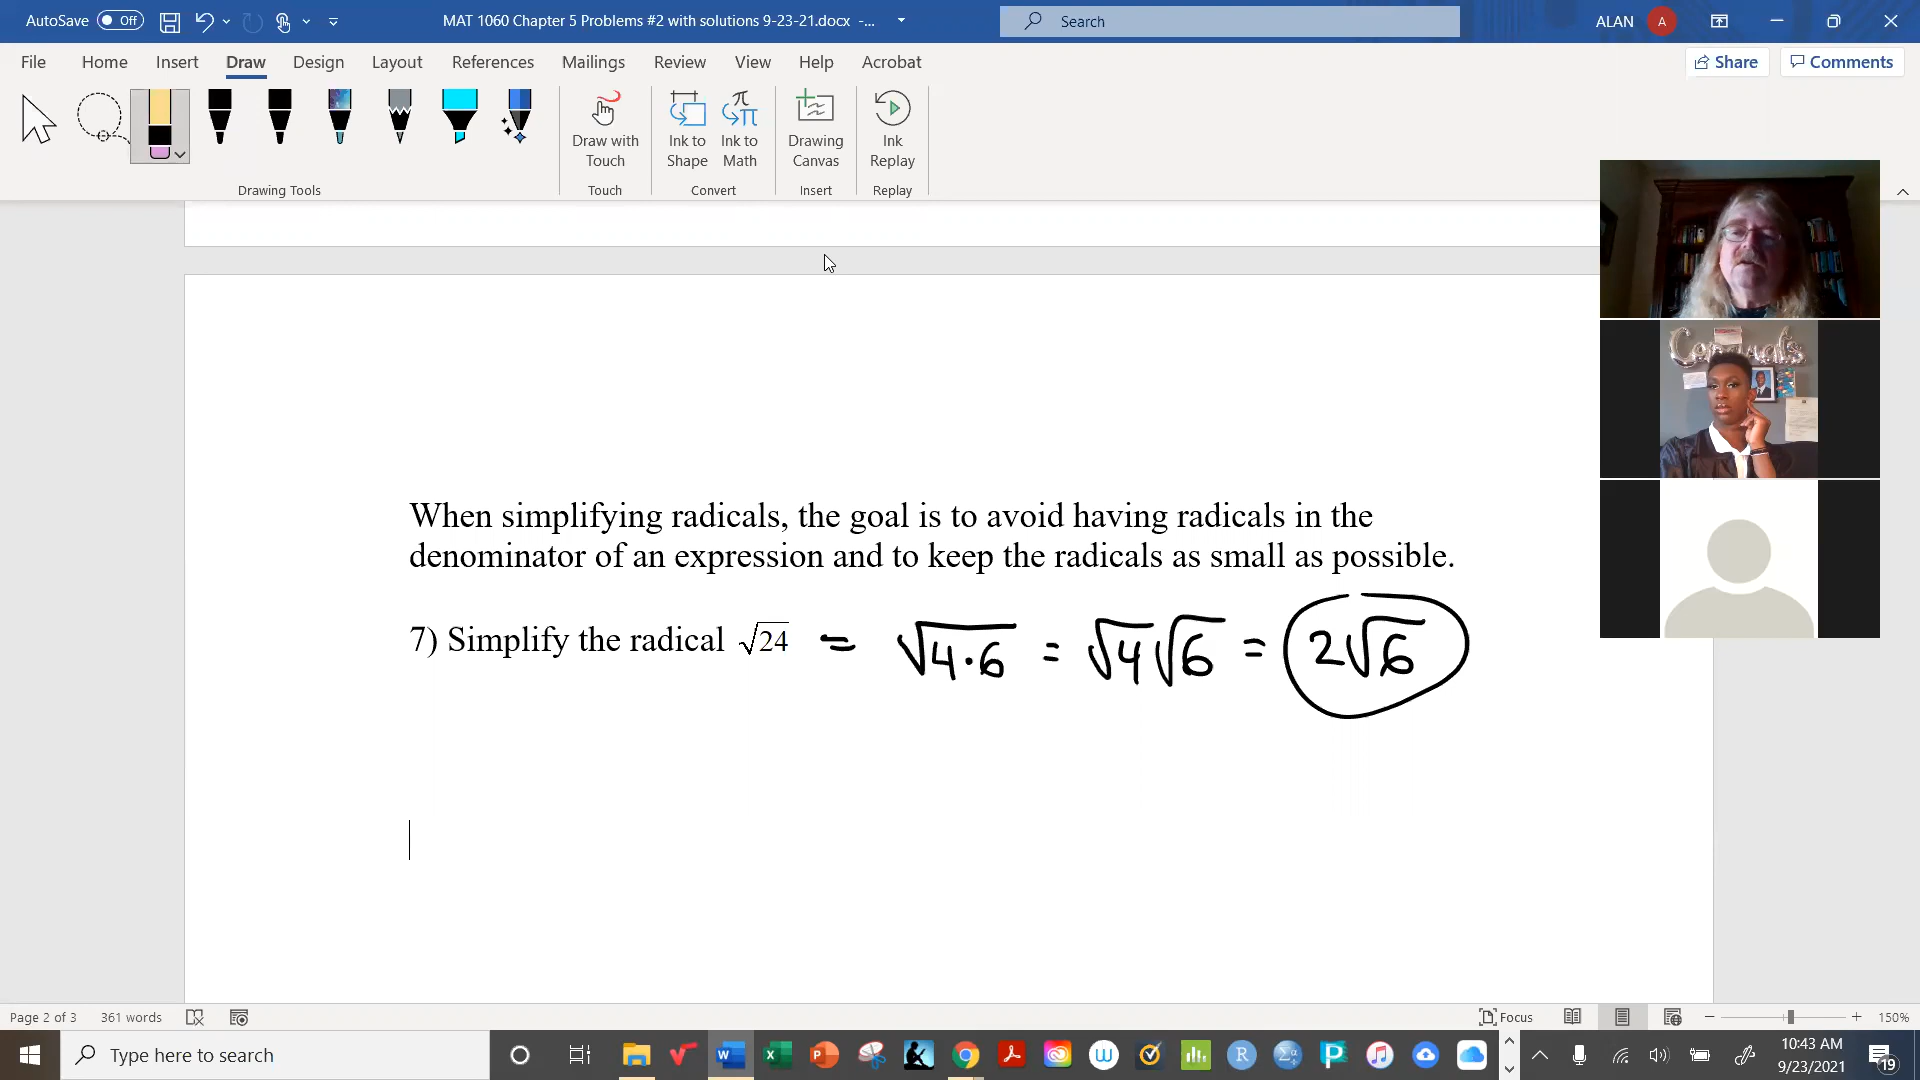 AutoSave Off MAT 1060 Chapter 5 Problems #2 with solutions 9-23-21.docx -... Search ALAN A
File Home Insert Draw Design Layout References Mailings Review View Help Acrobat Share Comments
Draw with Touch
Ink to Shape
Ink to Math
Drawing Canvas
Ink Replay
Drawing Tools Touch Convert Insert Replay
When simplifying radicals, the goal is to avoid having radicals in the
denominator of an expression and to keep the radicals as small as possible.
7) Simplify the radical √24 = √4·6 = √4 √6 = 2√6
Page 2 of 3 361 words Focus 150%
Type here to search
10:43 AM
9/23/2021
19